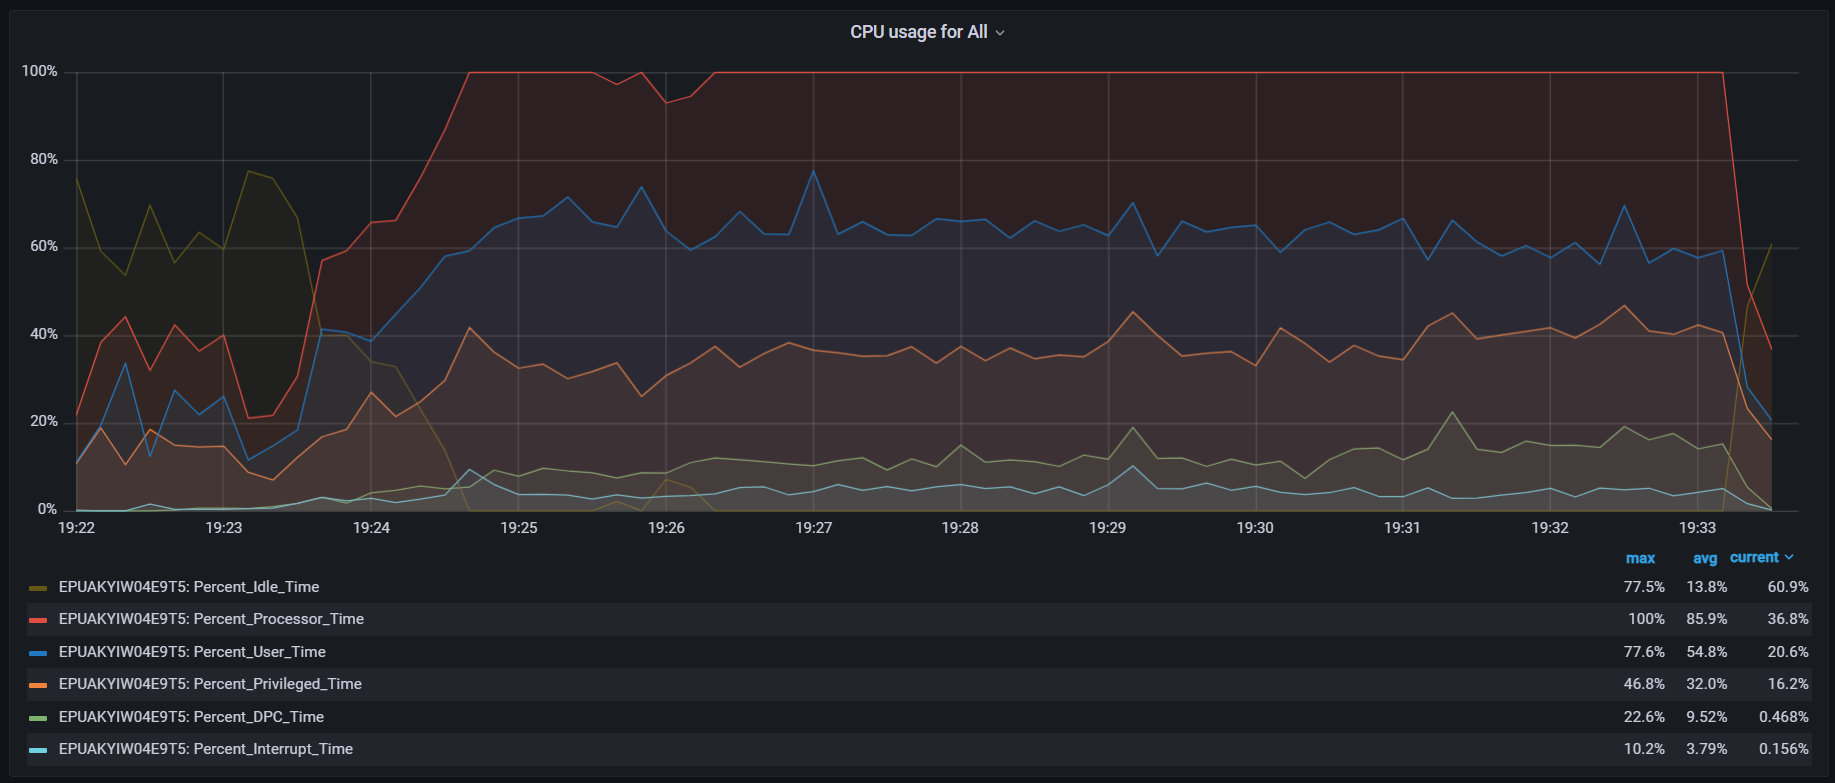 CPU usage for All
100%
80%
60%
40%
20%
0%
19:22 19:23 19:24 19:25 19:26 19:27 19:28 19:29 19:30 19:31 19:32 19:33
max avg current
EPUAKYIW04E9T5: Percent_Idle_Time 77.5% 13.8% 60.9%
EPUAKYIW04E9T5: Percent_Processor_Time 100% 85.9% 36.8%
EPUAKYIW04E9T5: Percent_User_Time 77.6% 54.8% 20.6%
EPUAKYIW04E9T5: Percent_Privileged_Time 46.8% 32.0% 16.2%
EPUAKYIW04E9T5: Percent_DPC_Time 22.6% 9.52% 0.468%
EPUAKYIW04E9T5: Percent_Interrupt_Time 10.2% 3.79% 0.156%